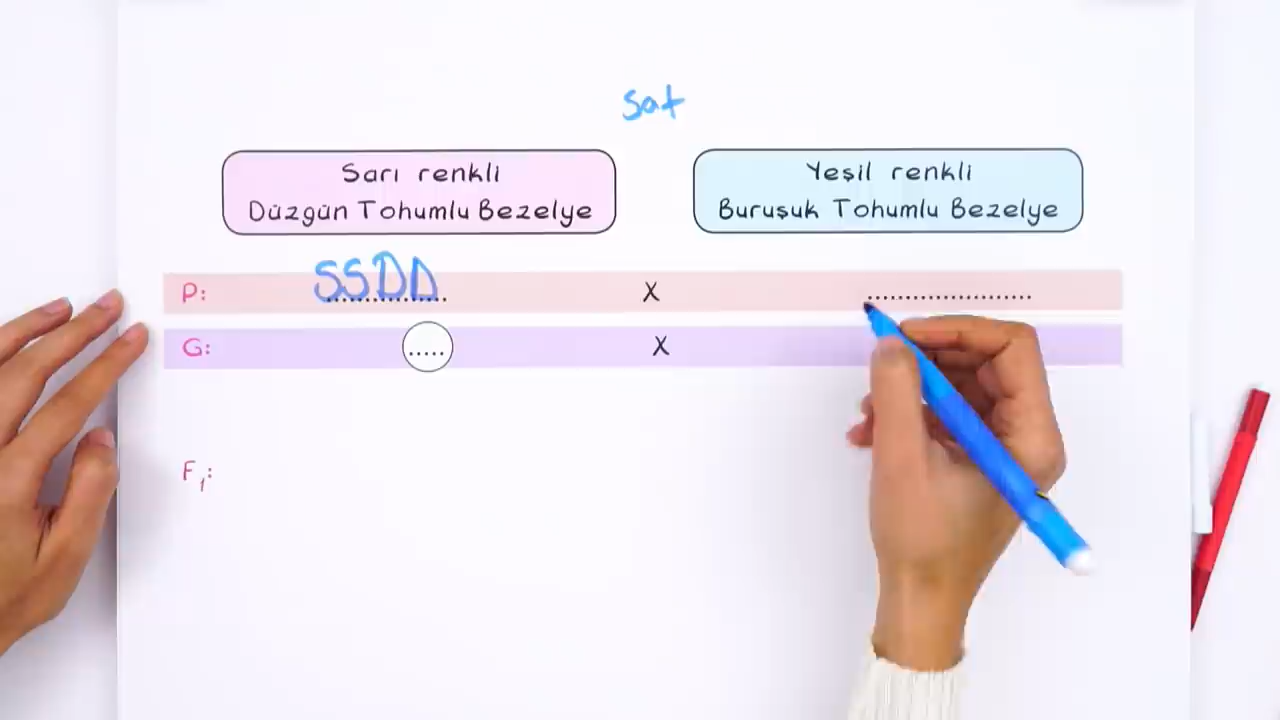 saf
Sarı renkli
Düzgün Tohumlu Bezelye
Yeşil renkli
Buruşuk Tohumlu Bezelye
P: SSDD X ......................
G: ..... X
F1: